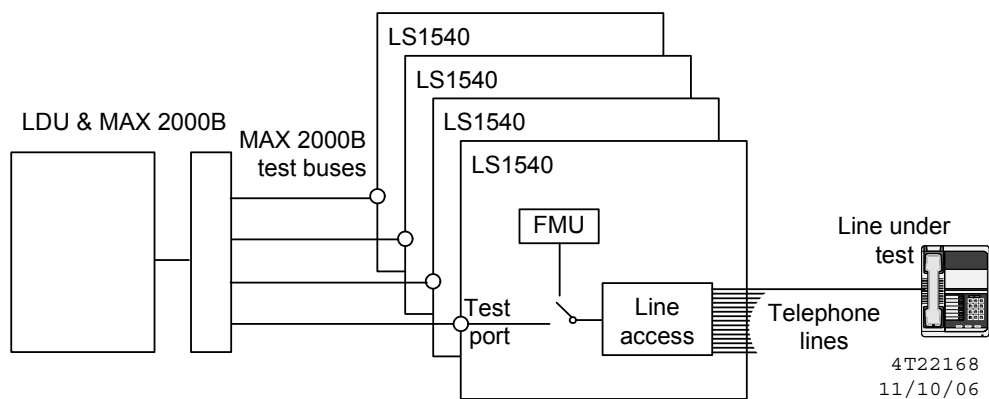 LS1540
LS1540
LS1540
LS1540
LDU & MAX 2000B
MAX 2000B
test buses
FMU
Line under
test
Test
port
Line
access
Telephone
lines
4T22168
11/10/06